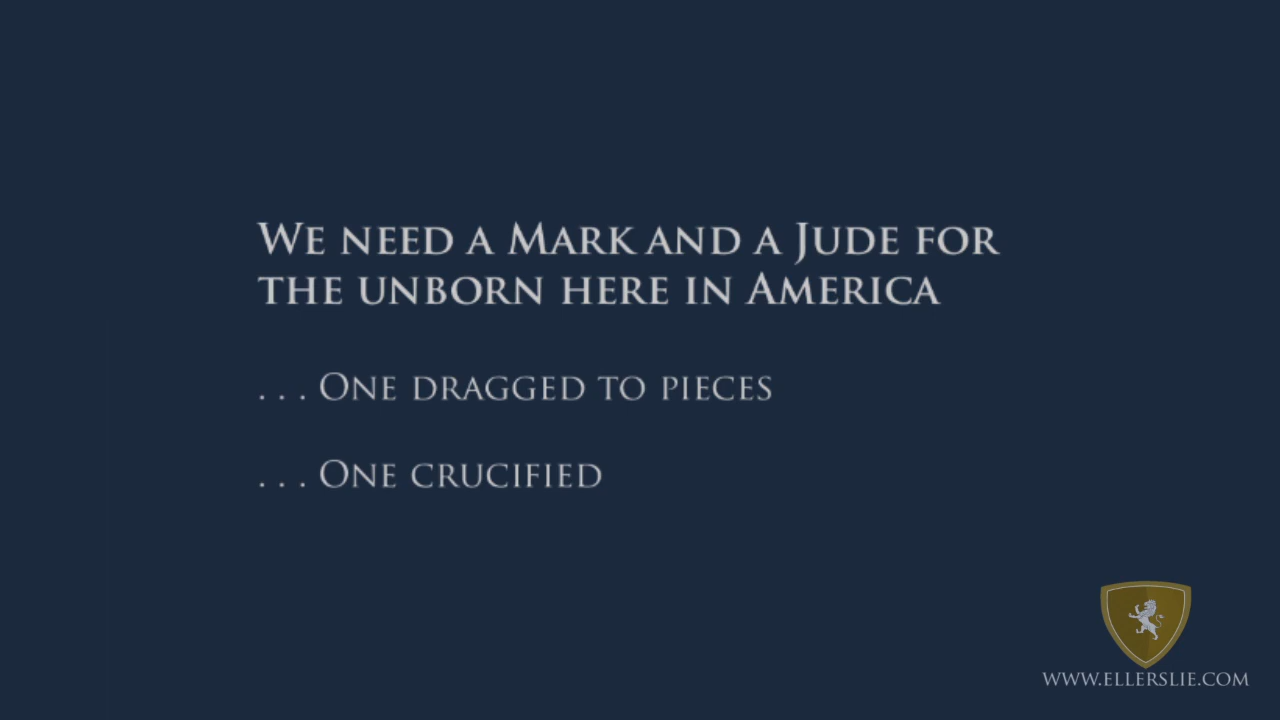 We need a Mark and a Jude for
the unborn here in America
. . . One dragged to pieces
. . . One crucified
www.ellerslie.com